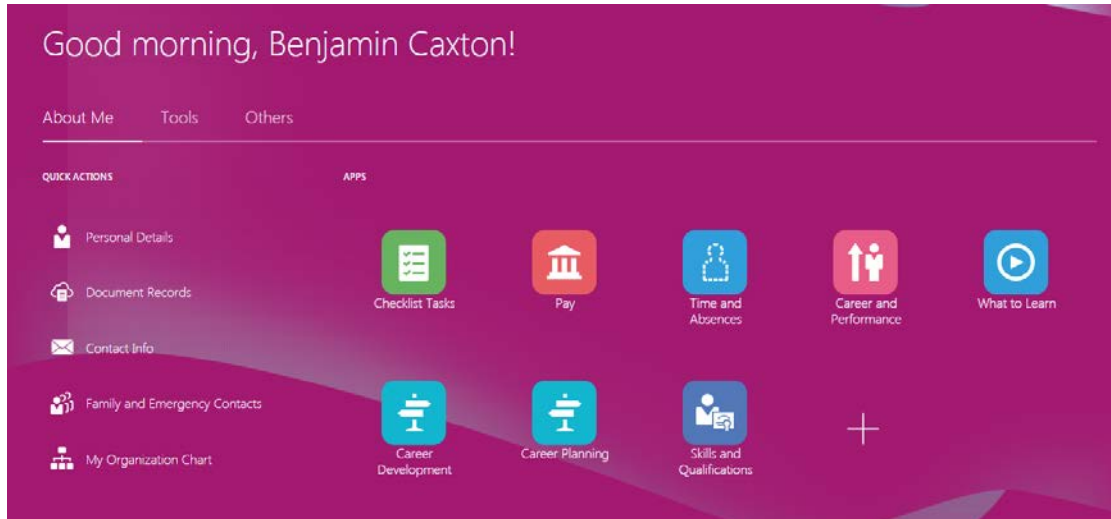 Good morning, Benjamin Caxton!
About Me Tools Others
QUICK ACTIONS
Personal Details
Document Records
Contact Info
Family and Emergency Contacts
My Organization Chart
APPS
Checklist Tasks
Pay
Time and
Absences
Career and
Performance
What to Learn
Career
Development
Career Planning
Skills and
Qualifications